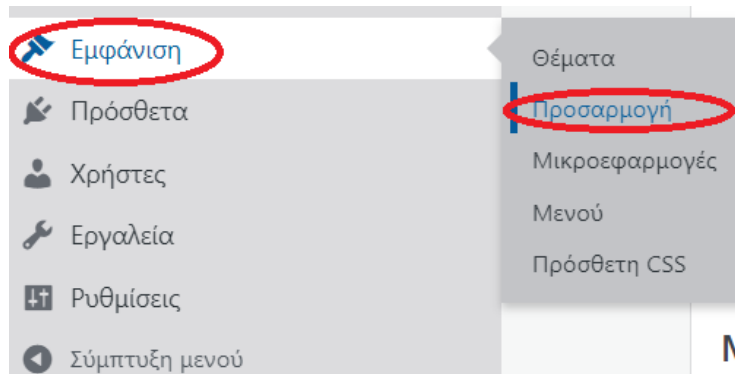 Εμφάνιση
Πρόσθετα
Χρήστες
Εργαλεία
Ρυθμίσεις
Σύμπτυξη μενού
Θέματα
Προσαρμογή
Μικροεφαρμογές
Μενού
Πρόσθετη CSS